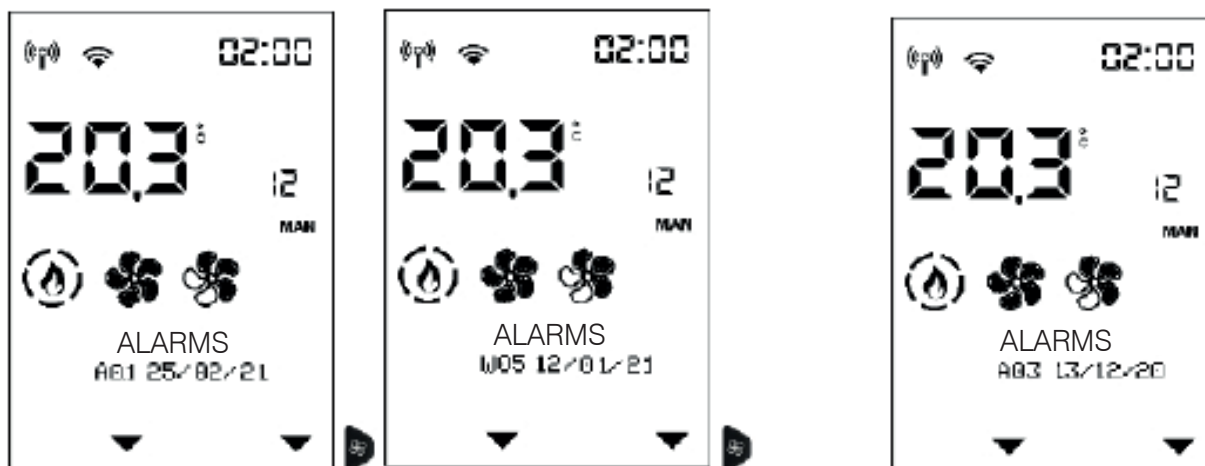 02:00
20.3 °C
12
MAN
ALARMS
A01 25/02/21
02:00
20.3 °C
12
MAN
ALARMS
W05 12/01/21
02:00
20.3 °C
12
MAN
ALARMS
A03 13/12/20